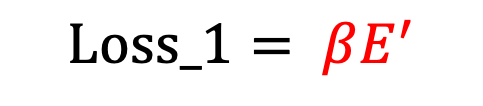 Loss_1 = βE′